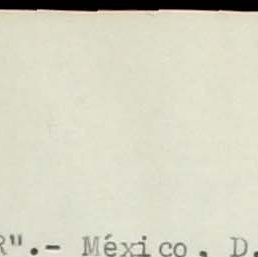 R".- México, D.